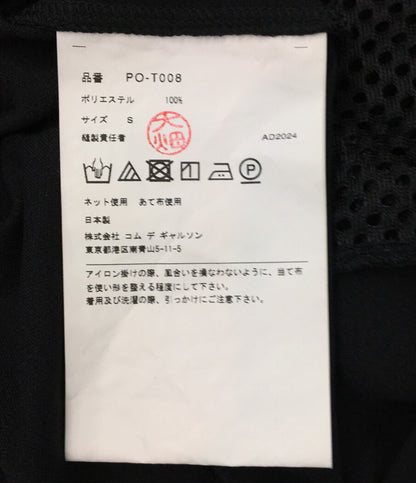 品番 PO-T008
ポリエステル 100%
サイズ S
縫製責任者 大畑 AD2024
P
ネット使用 あて布使用
日本製
株式会社 コム デ ギャルソン
東京都港区南青山5-11-5
アイロン掛けの際、風合いを損なわないように、当て布
を使い形を整える程度にして下さい。
着用及び洗濯の際、引っかけにご注意下さい。